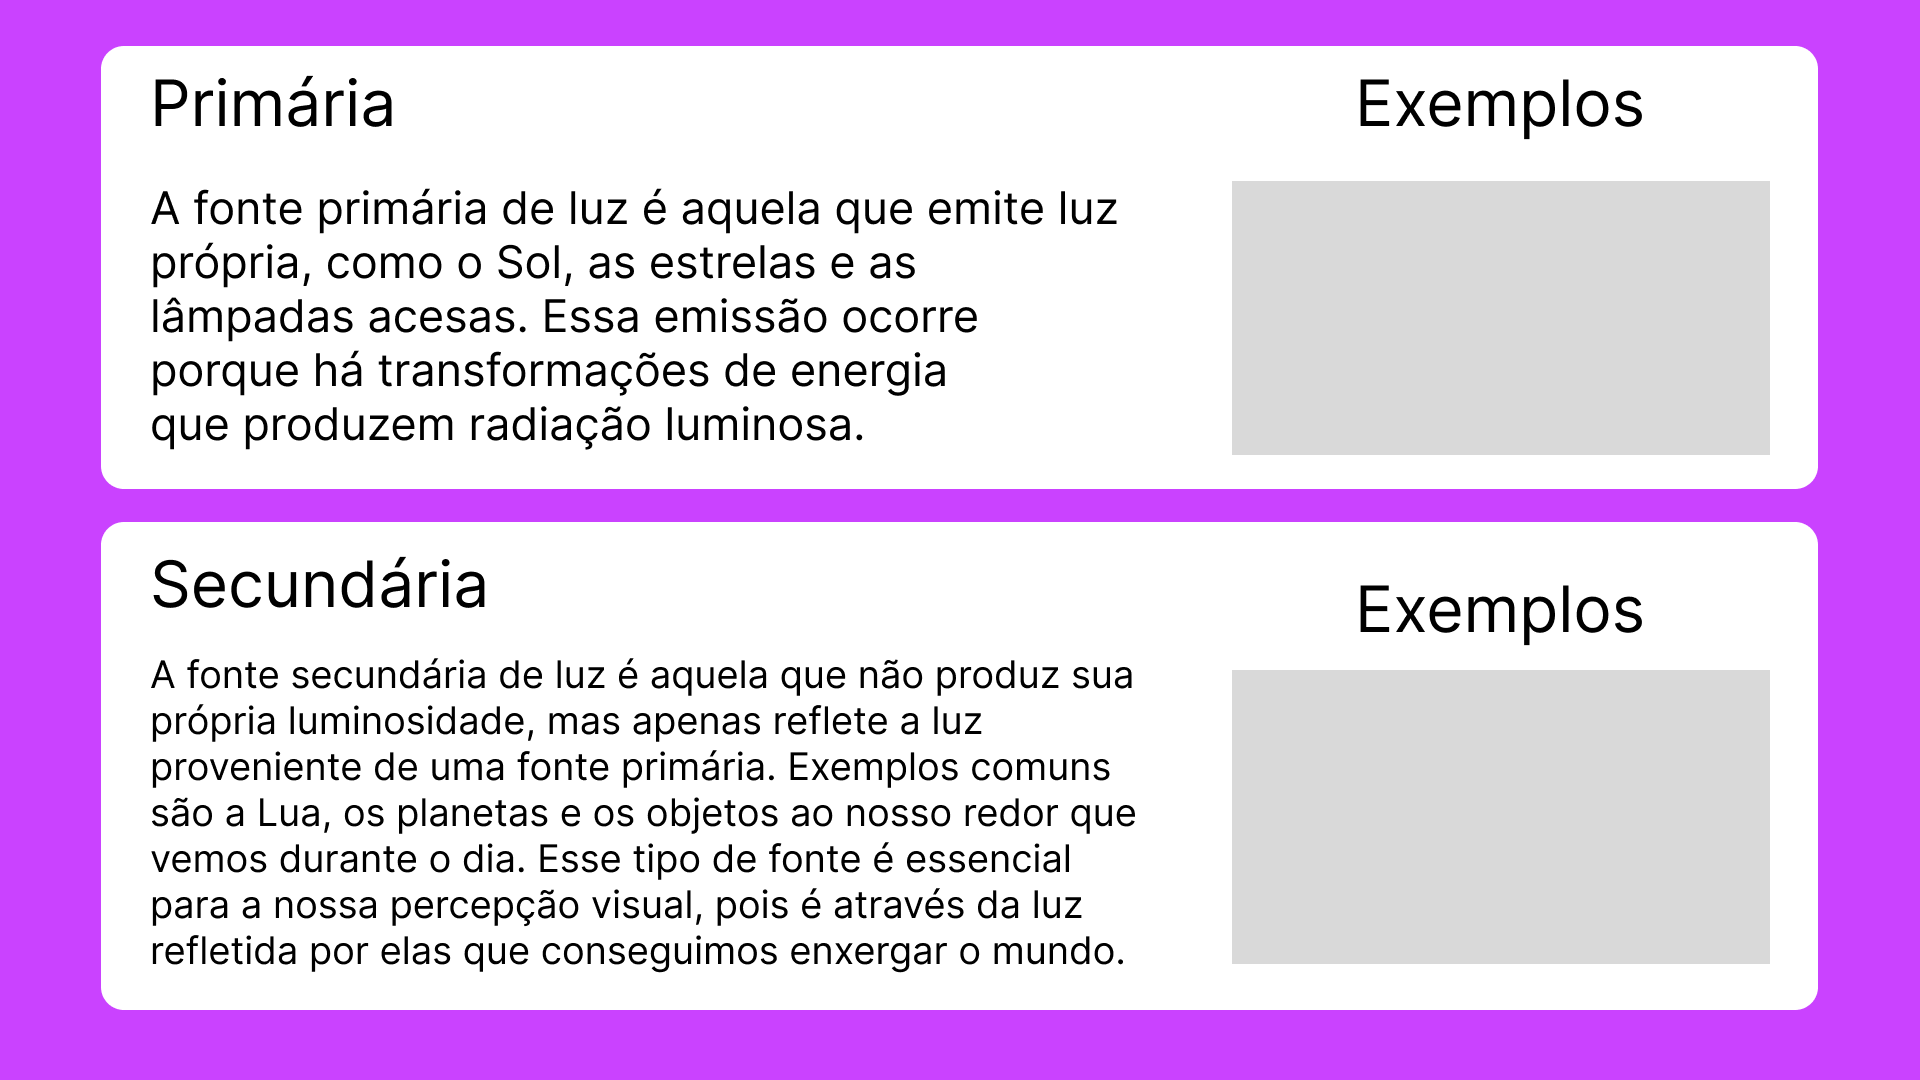 Primária
A fonte primária de luz é aquela que emite luz
própria, como o Sol, as estrelas e as
lâmpadas acesas. Essa emissão ocorre
porque há transformações de energia
que produzem radiação luminosa.
Exemplos
Secundária
A fonte secundária de luz é aquela que não produz sua
própria luminosidade, mas apenas reflete a luz
proveniente de uma fonte primária. Exemplos comuns
são a Lua, os planetas e os objetos ao nosso redor que
vemos durante o dia. Esse tipo de fonte é essencial
para a nossa percepção visual, pois é através da luz
refletida por elas que conseguimos enxergar o mundo.
Exemplos